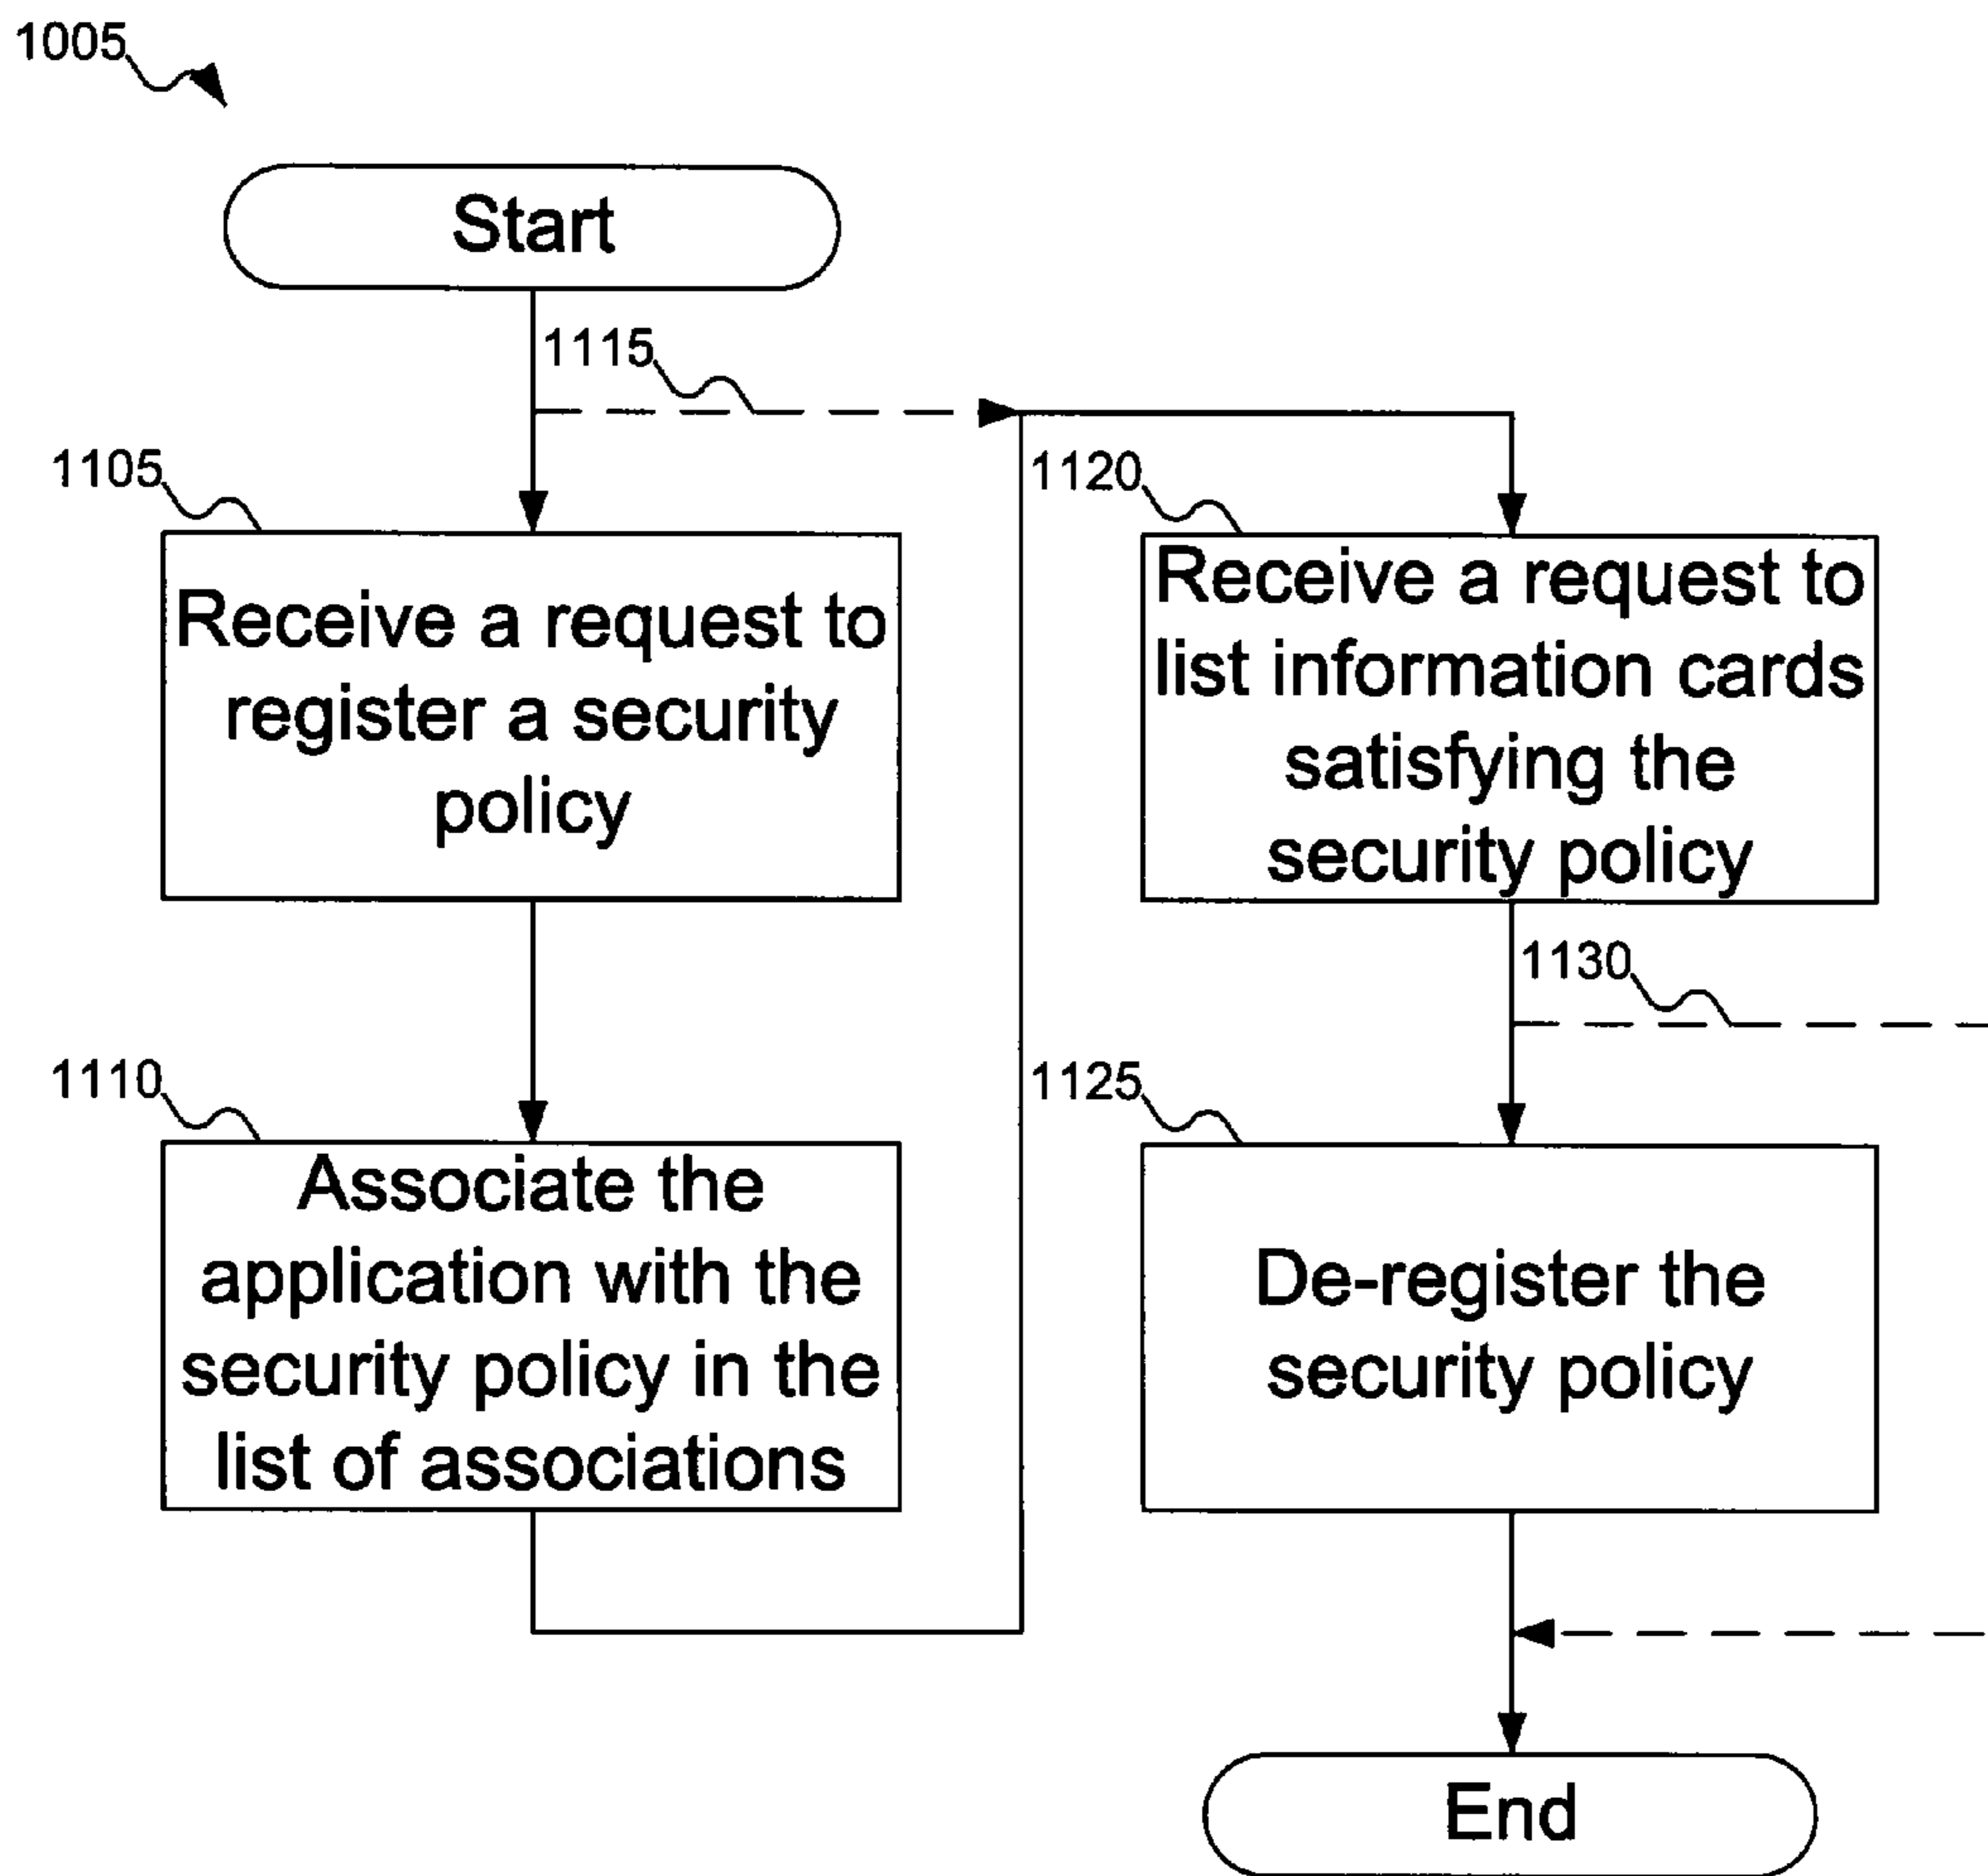 1005
Start
1115
1105
Receive a request to
register a security
policy
1110
Associate the
application with the
security policy in the
list of associations
1120
Receive a request to
list information cards
satisfying the
security policy
1130
1125
De-register the
security policy
End